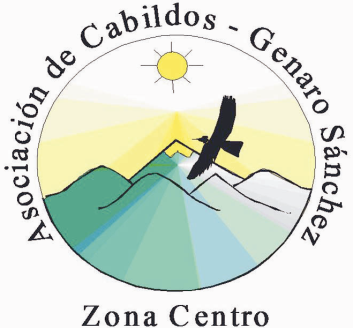 Asociación de Cabildos - Genaro Sánchez
Zona Centro